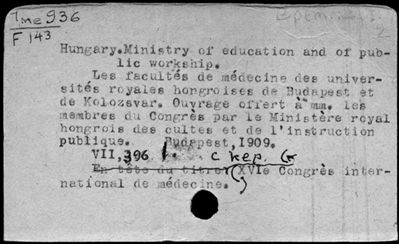 7me 936
F 143
2
Hungary.Ministry of education and of pub-
lic workship.
Les facultés de médecine des univer-
sités royales hongroises de Budapest et
de Kolozsvar. Ouvrage offert à mm. les
membres du Congrès par le Ministère royal
hongrois des cultes et de l'instruction
publique. Budapest,1909.
VII,396 c кер.
En tête du titre: (XVIe Congrès inter-
national de médecine.)